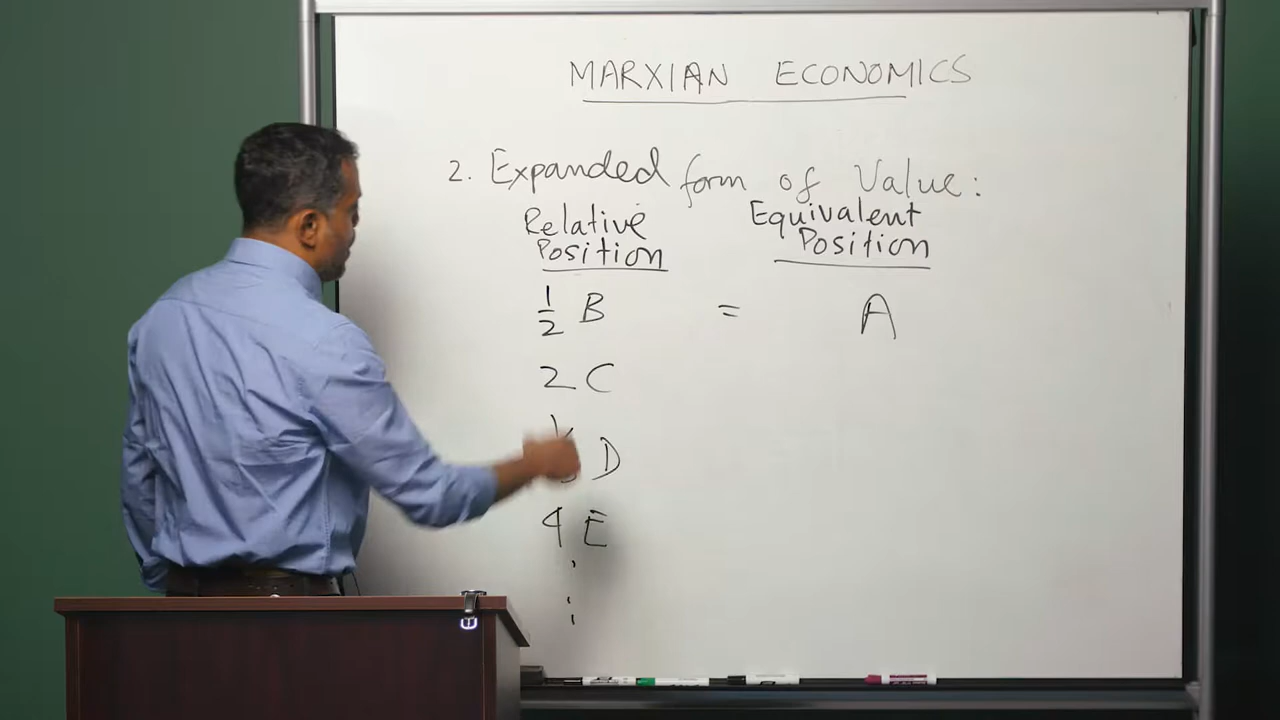 MARXIAN ECONOMICS
2. Expanded form of Value:
Relative Position
Equivalent Position
1/2 B = A
2 C
D
4 E